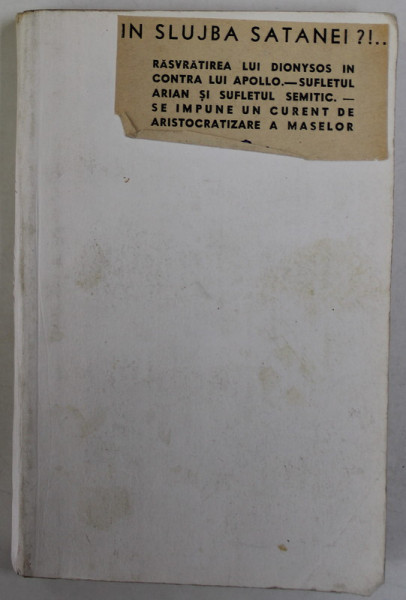 IN SLUJBA SATANEI?!..
RĂSVRĂTIREA LUI DIONYSOS IN
CONTRA LUI APOLLO.—SUFLETUL
ARIAN ȘI SUFLETUL SEMITIC. —
SE IMPUNE UN CURENT DE
ARISTOCRATIZARE A MASELOR